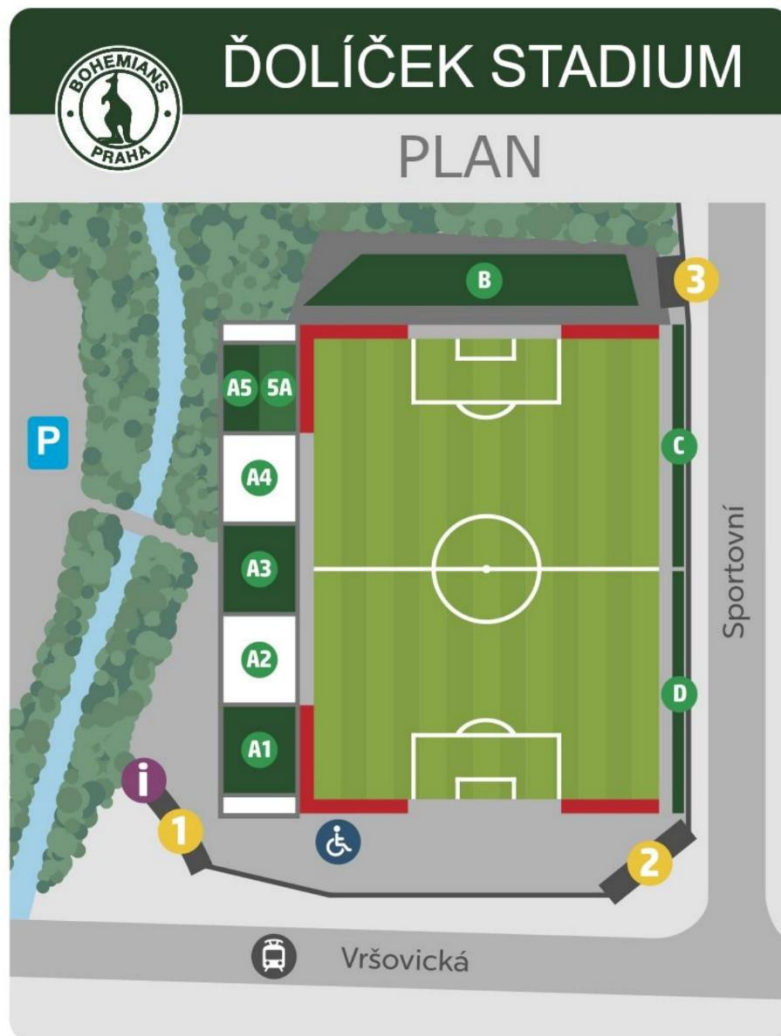 BOHEMIANS
PRAHA
ĎOLÍČEK STADIUM
PLAN
B
3
A5
5A
P
C
A4
A3
Sportovní
A2
D
A1
i
1
2
Vršovická